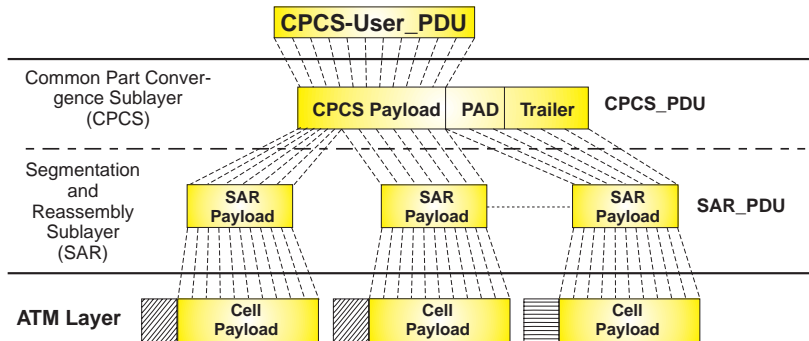 CPCS-User_PDU
Common Part Conver-
gence Sublayer
(CPCS)
CPCS Payload PAD Trailer
CPCS_PDU
Segmentation
and
Reassembly
Sublayer
(SAR)
SAR
Payload
SAR
Payload
SAR
Payload
SAR_PDU
ATM Layer
Cell
Payload
Cell
Payload
Cell
Payload